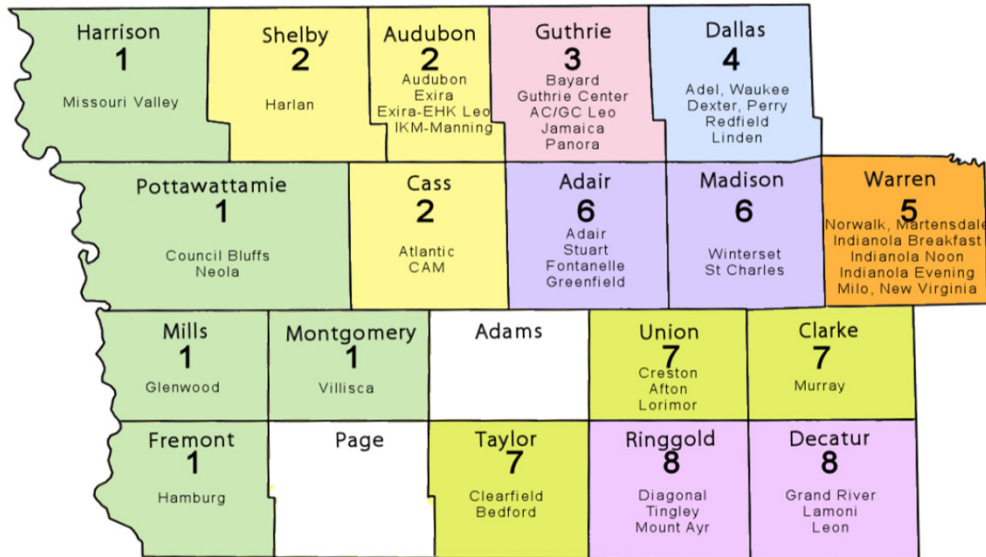 Harrison
1
Missouri Valley
Shelby
2
Harlan
Audubon
2
Audubon
Exira
Exira-EHK Leo
IKM-Manning
Guthrie
3
Bayard
Guthrie Center
AC/GC Leo
Jamaica
Panora
Dallas
4
Adel, Waukee
Dexter, Perry
Redfield
Linden
Pottawattamie
1
Council Bluffs
Neola
Cass
2
Atlantic
CAM
Adair
6
Adair
Stuart
Fontanelle
Greenfield
Madison
6
Winterset
St Charles
Warren
5
Norwalk, Martensdale
Indianola Breakfast
Indianola Noon
Indianola Evening
Milo, New Virginia
Mills
1
Glenwood
Montgomery
1
Villisca
Adams
Union
7
Creston
Afton
Lorimor
Clarke
7
Murray
Fremont
1
Hamburg
Page
Taylor
7
Clearfield
Bedford
Ringgold
8
Diagonal
Tingley
Mount Ayr
Decatur
8
Grand River
Lamoni
Leon